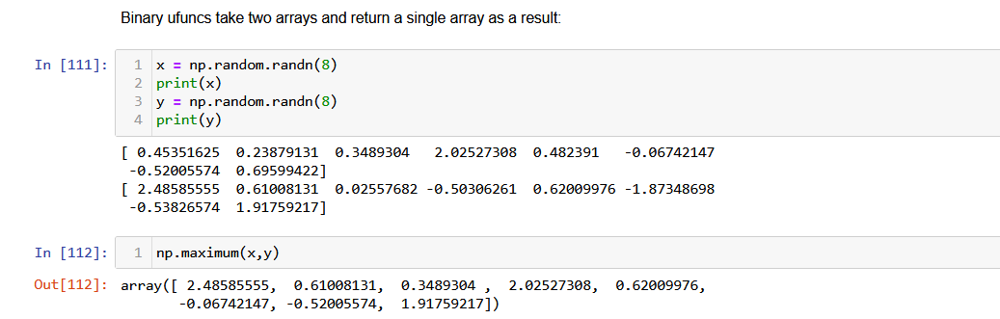 Binary ufuncs take two arrays and return a single array as a result:
In [111]: 1 x = np.random.randn(8)
2 print(x)
3 y = np.random.randn(8)
4 print(y)
[ 0.45351625  0.23879131  0.3489304   2.02527308  0.482391   -0.06742147
 -0.52005574  0.69599422]
[ 2.48585555  0.61008131  0.02557682 -0.50306261  0.62009976 -1.87348698
 -0.53826574  1.91759217]
In [112]: 1 np.maximum(x,y)
Out[112]: array([ 2.48585555,  0.61008131,  0.3489304 ,  2.02527308,  0.62009976,
       -0.06742147, -0.52005574,  1.91759217])